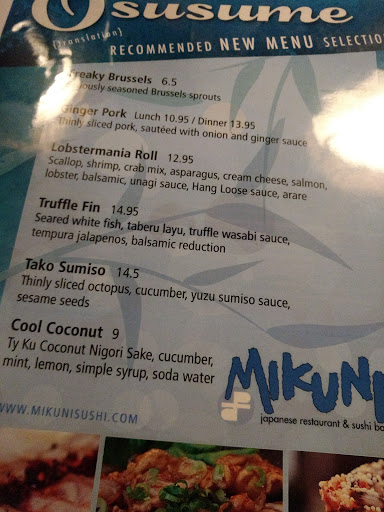 Osusume
[translation]
RECOMMENDED NEW MENU SELECTIO
Freaky Brussels 6.5
seasoned Brussels sprouts
Ginger Pork Lunch 10.95 / Dinner 13.95
Thinly sliced pork, sautéed with onion and ginger sauce
Lobstermania Roll 12.95
Scallop, shrimp, crab mix, asparagus, cream cheese, salmon,
lobster, balsamic, unagi sauce, Hang Loose sauce, arare
Truffle Fin 14.95
Seared white fish, taberu layu, truffle wasabi sauce,
tempura jalapenos, balsamic reduction
Tako Sumiso 14.5
Thinly sliced octopus, cucumber, yuzu sumiso sauce,
sesame seeds
Cool Coconut 9
Ty Ku Coconut Nigori Sake, cucumber,
mint, lemon, simple syrup, soda water
MIKUNI
japanese restaurant & sushi ba
WWW.MIKUNISUSHI.COM